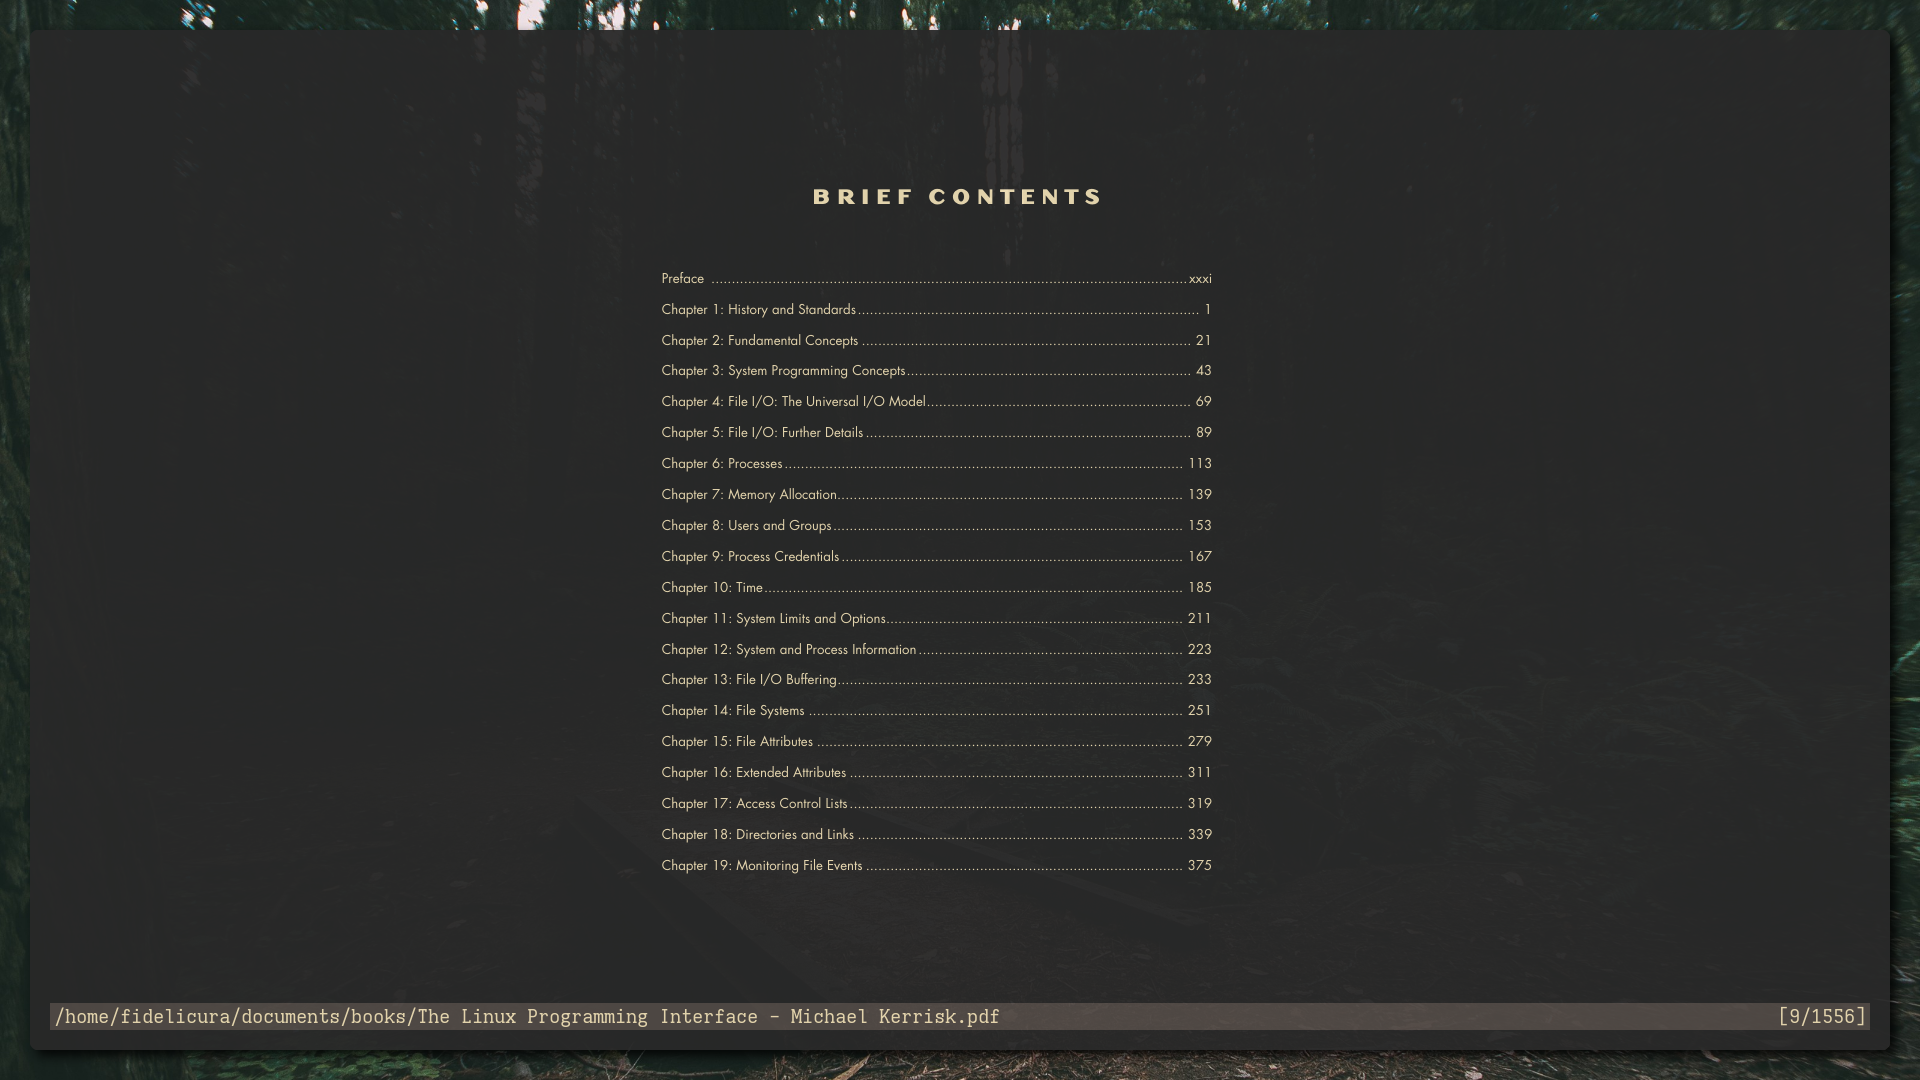 BRIEF CONTENTS
Preface ........................................................................................................................xxxi
Chapter 1: History and Standards..................................................................................... 1
Chapter 2: Fundamental Concepts .................................................................................. 21
Chapter 3: System Programming Concepts....................................................................... 43
Chapter 4: File I/O: The Universal I/O Model.................................................................. 69
Chapter 5: File I/O: Further Details ................................................................................. 89
Chapter 6: Processes................................................................................................... 113
Chapter 7: Memory Allocation...................................................................................... 139
Chapter 8: Users and Groups....................................................................................... 153
Chapter 9: Process Credentials ..................................................................................... 167
Chapter 10: Time........................................................................................................ 185
Chapter 11: System Limits and Options.......................................................................... 211
Chapter 12: System and Process Information .................................................................. 223
Chapter 13: File I/O Buffering...................................................................................... 233
Chapter 14: File Systems ............................................................................................. 251
Chapter 15: File Attributes ........................................................................................... 279
Chapter 16: Extended Attributes ................................................................................... 311
Chapter 17: Access Control Lists................................................................................... 319
Chapter 18: Directories and Links ................................................................................. 339
Chapter 19: Monitoring File Events ............................................................................... 375
/home/fidelicura/documents/books/The Linux Programming Interface - Michael Kerrisk.pdf [9/1556]